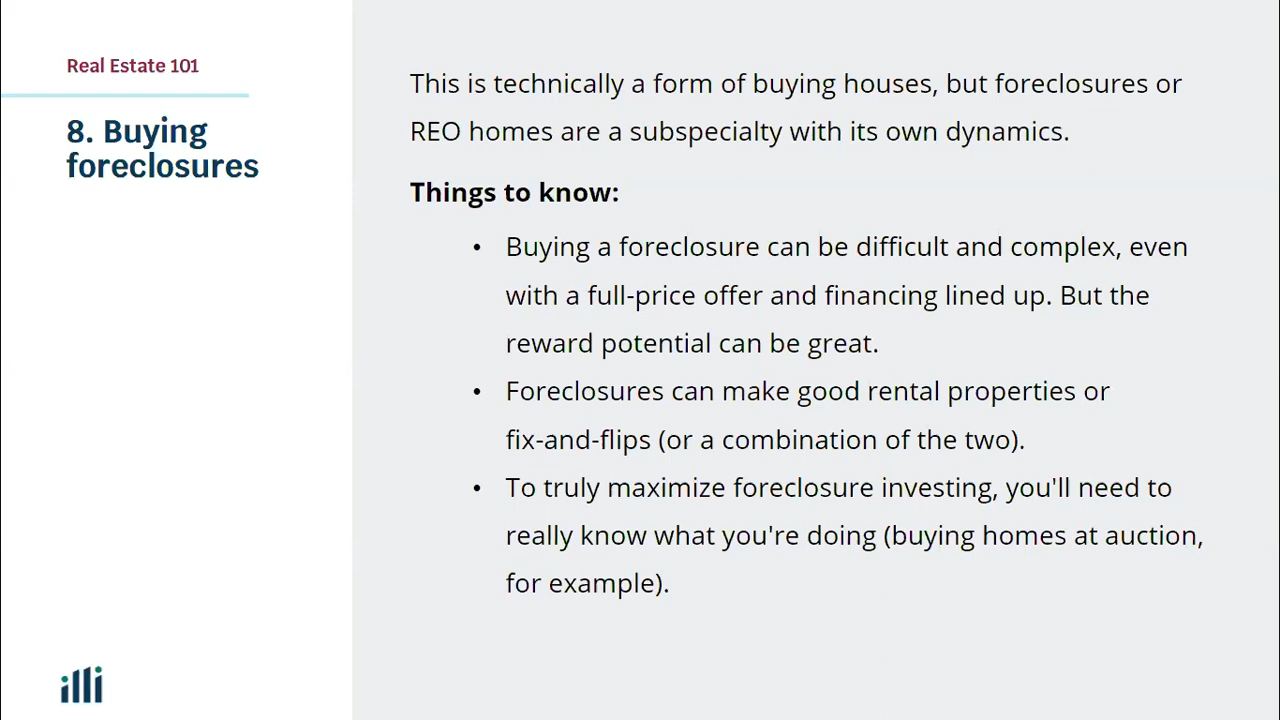 Real Estate 101
8. Buying
foreclosures
This is technically a form of buying houses, but foreclosures or
REO homes are a subspecialty with its own dynamics.
Things to know:
• Buying a foreclosure can be difficult and complex, even
with a full-price offer and financing lined up. But the
reward potential can be great.
• Foreclosures can make good rental properties or
fix-and-flips (or a combination of the two).
• To truly maximize foreclosure investing, you'll need to
really know what you're doing (buying homes at auction,
for example).
illi